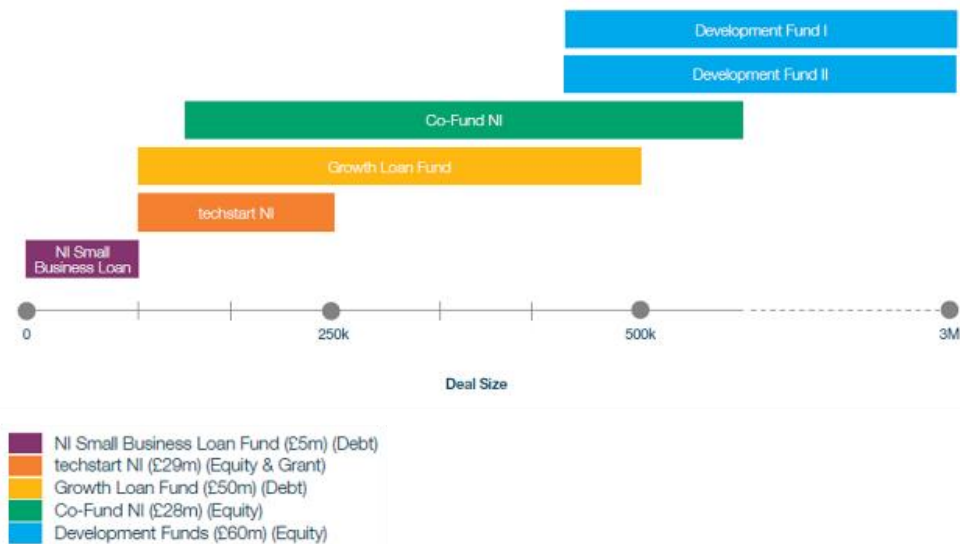 Development Fund I
Development Fund II
Co-Fund NI
Growth Loan Fund
techstart NI
NI Small
Business Loan
0
250k
500k
3M
Deal Size
NI Small Business Loan Fund (£5m) (Debt)
techstart NI (£29m) (Equity & Grant)
Growth Loan Fund (£50m) (Debt)
Co-Fund NI (£28m) (Equity)
Development Funds (£60m) (Equity)